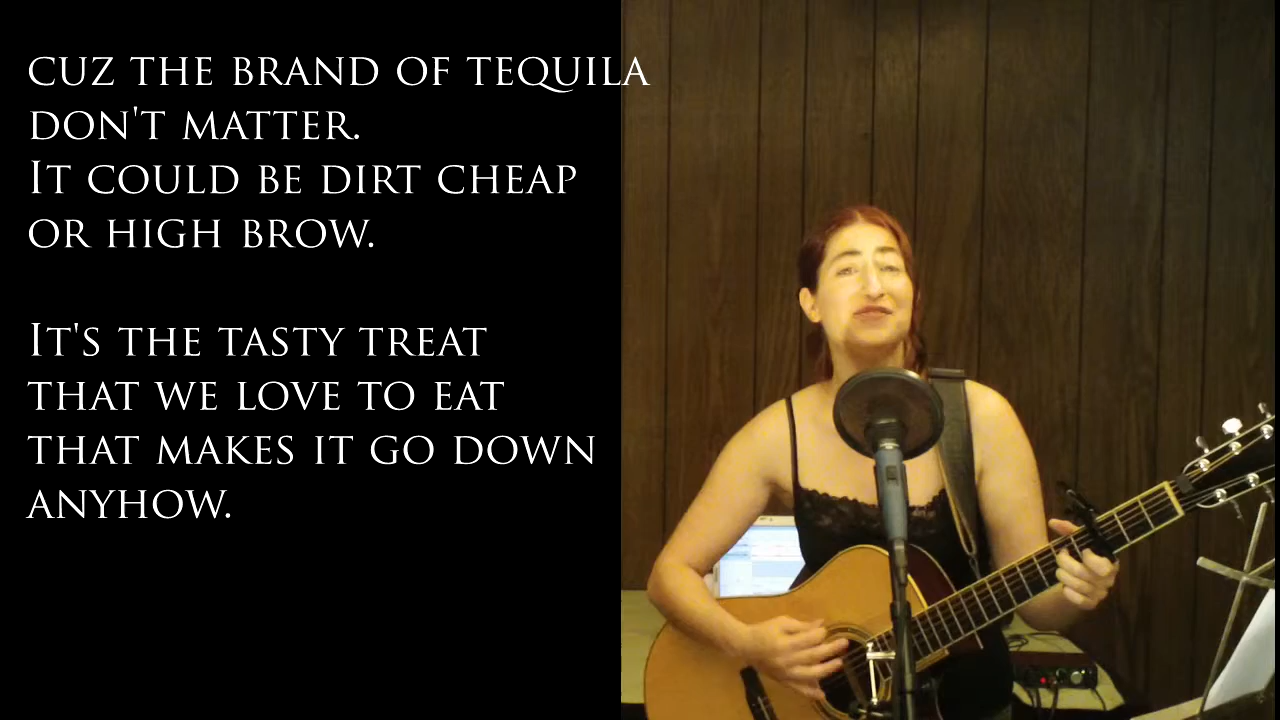 CUZ THE BRAND OF TEQUILA
DON'T MATTER.
IT COULD BE DIRT CHEAP
OR HIGH BROW.
IT'S THE TASTY TREAT
THAT WE LOVE TO EAT
THAT MAKES IT GO DOWN
ANYHOW.